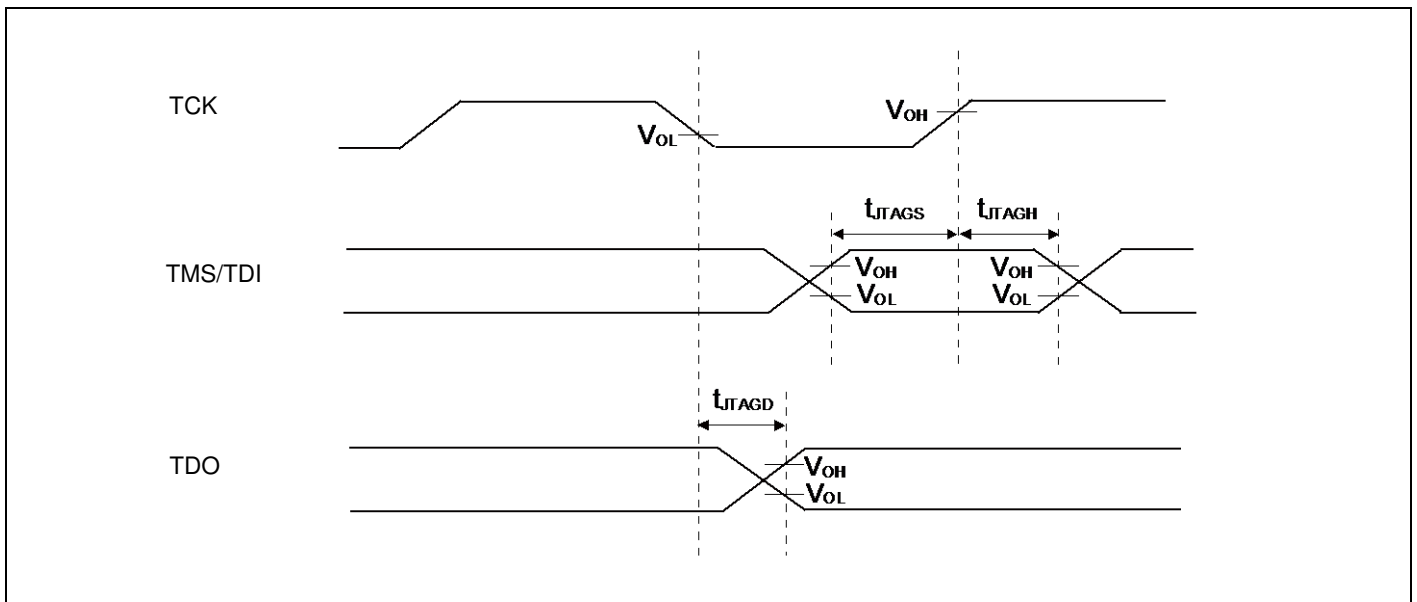 TCK
VOL
VOH
tJTAGS
tJTAGH
TMS/TDI
VOH
VOL
VOH
VOL
tJTAGD
TDO
VOH
VOL